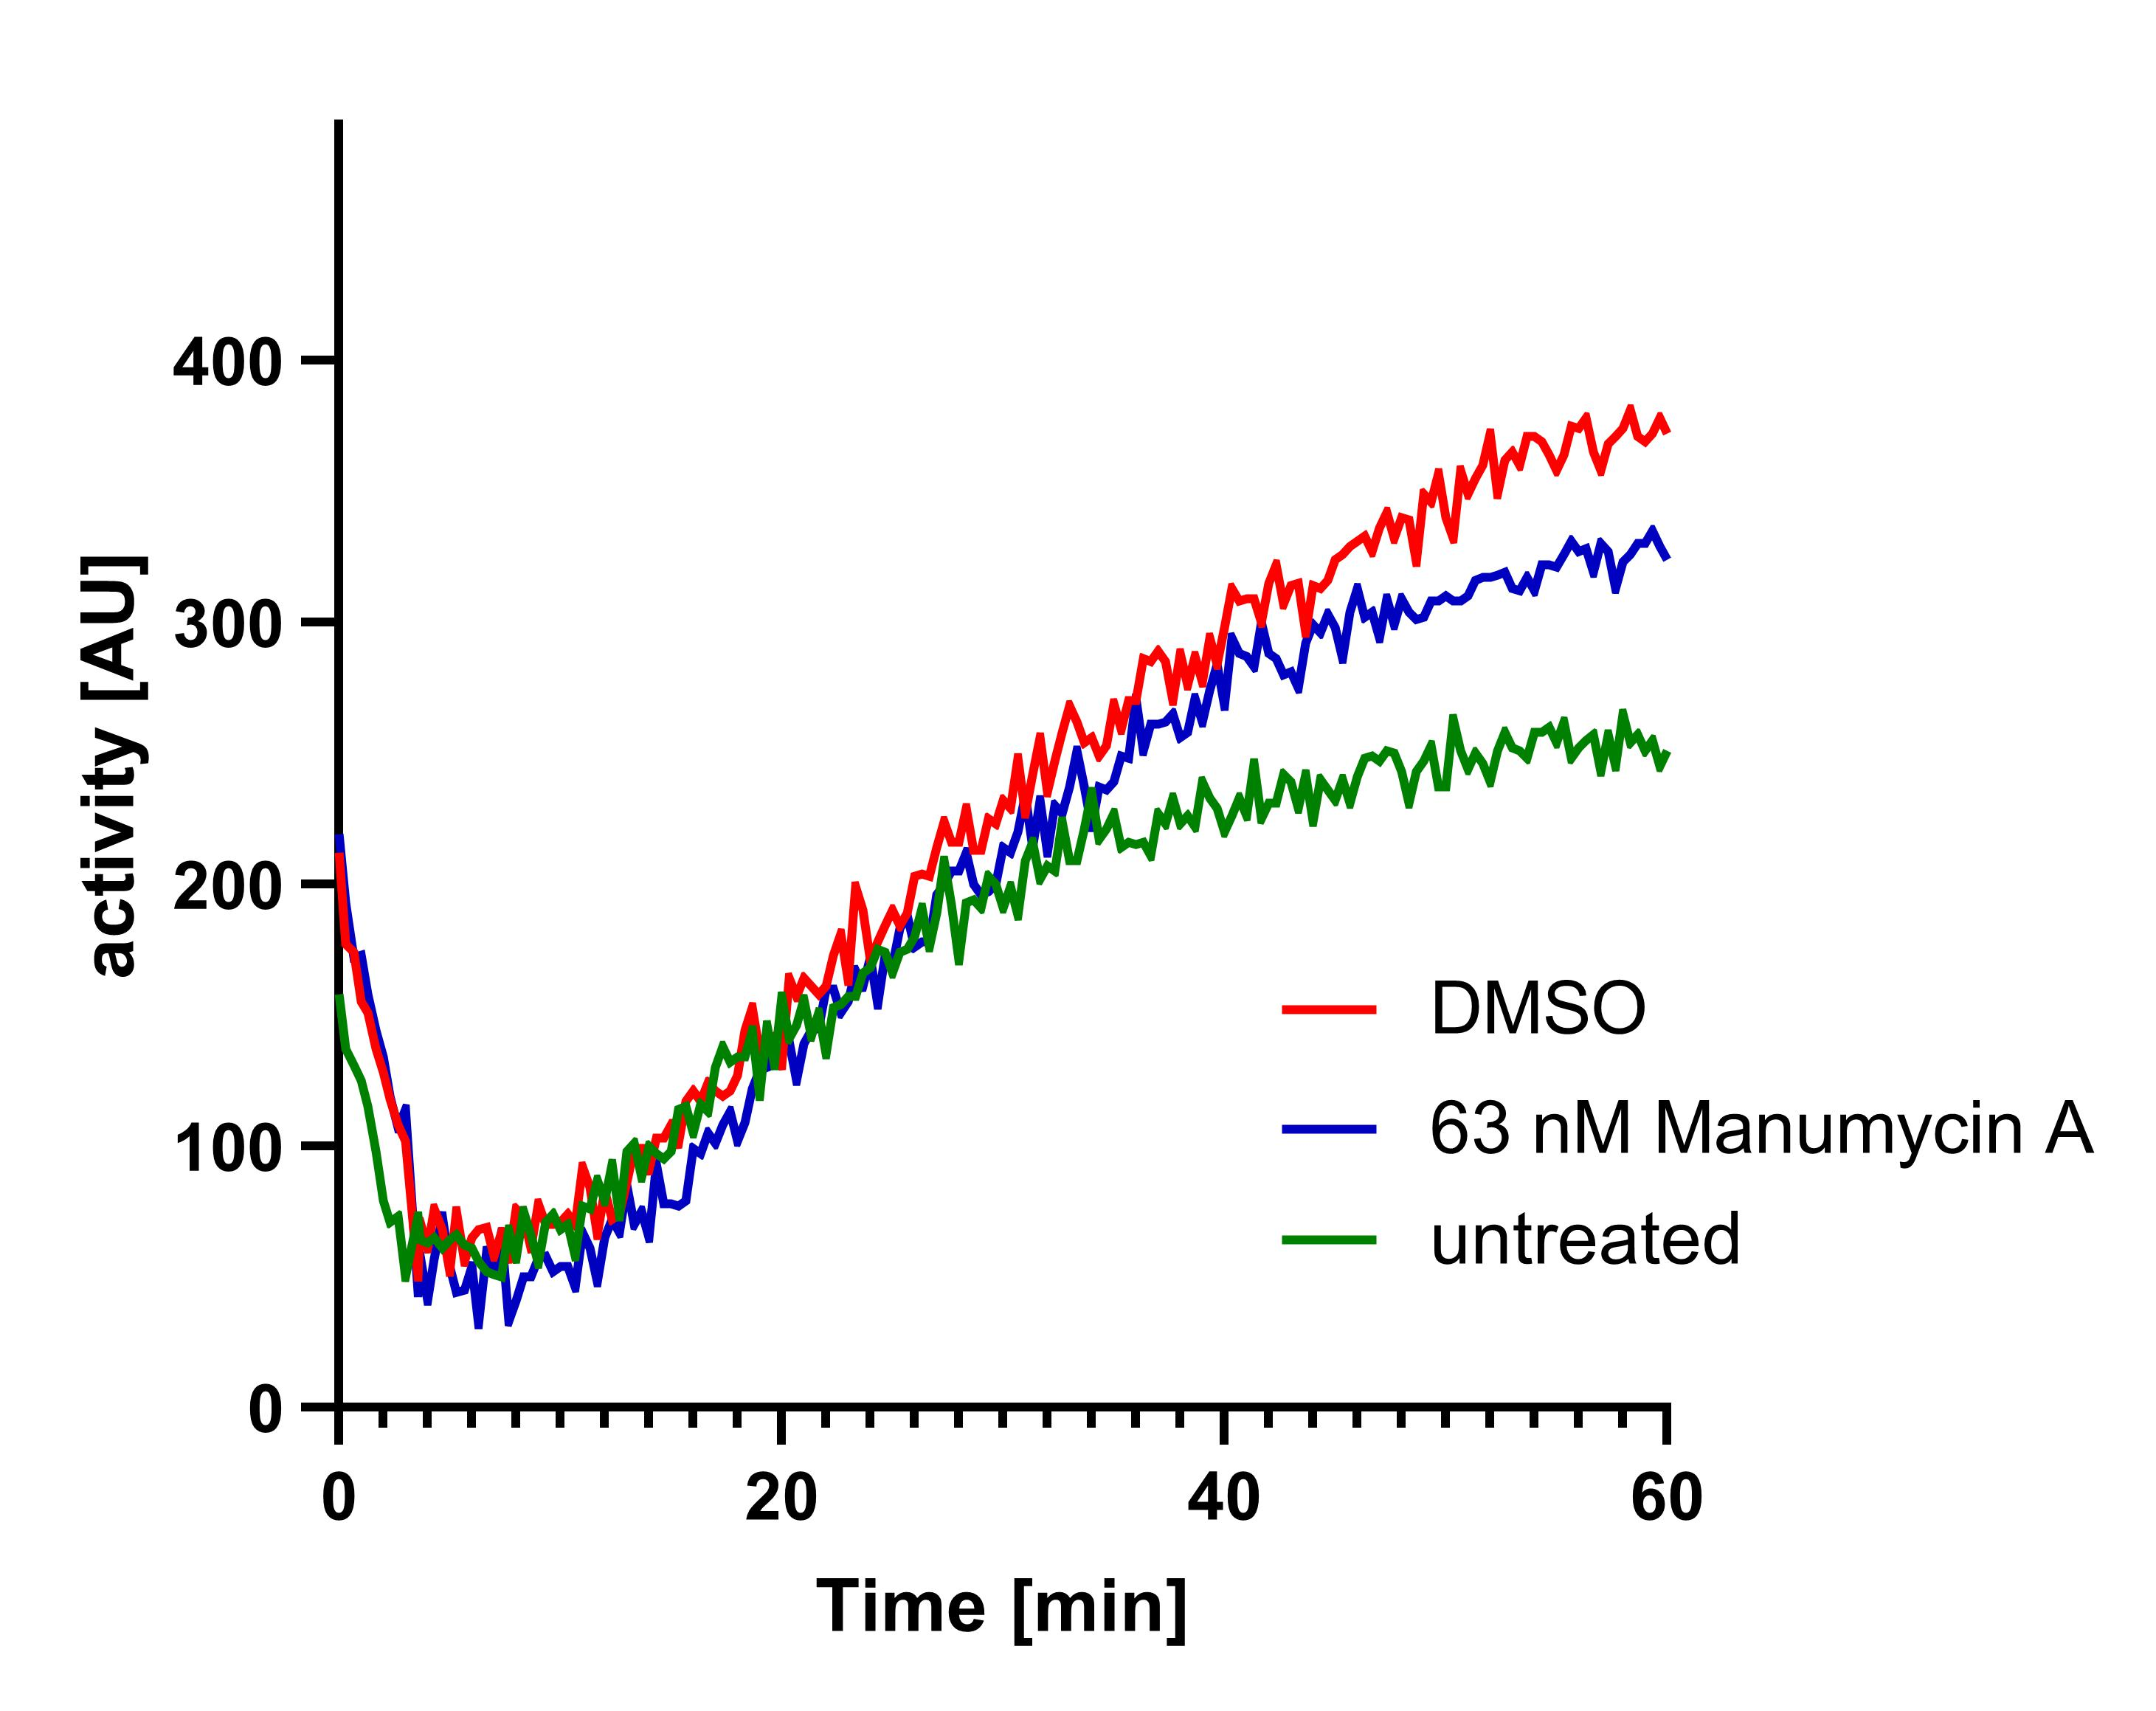 activity [AU]
400
300
200
100
0
0 20 40 60
Time [min]
DMSO
63 nM Manumycin A
untreated